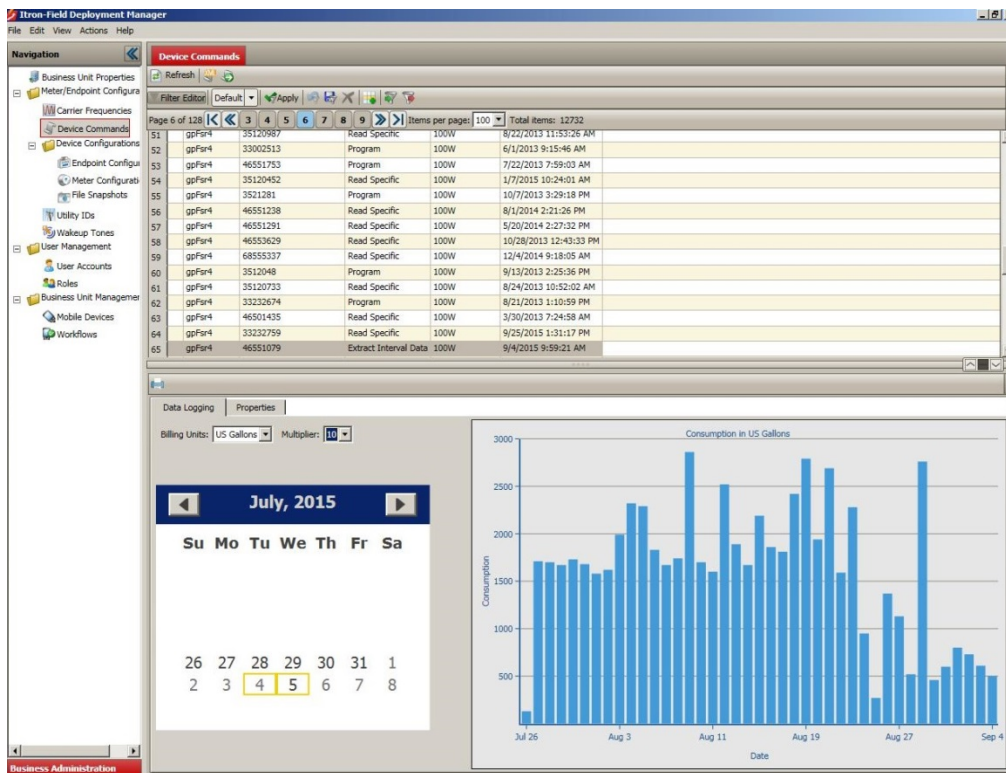 Itron-Field Deployment Manager
File Edit View Actions Help
Navigation
Business Unit Properties
Meter/Endpoint Configura
Carrier Frequencies
Device Commands
Device Configurations
Endpoint Configu
Meter Configurati
File Snapshots
Utility IDs
Wakeup Tones
User Management
User Accounts
Roles
Business Unit Managemer
Mobile Devices
Workflows
Business Administration
Device Commands
Refresh
Filter Editor Default Apply
Page 6 of 128 3 4 5 6 7 8 9 Items per page: 100 Total items: 12732
51 gpFsr4 35120987 Read Specific 100W 8/22/2013 11:53:26 AM
52 gpFsr4 33002513 Program 100W 6/1/2013 9:15:46 AM
53 gpFsr4 46551753 Program 100W 7/22/2013 7:59:03 AM
54 gpFsr4 35120452 Read Specific 100W 1/7/2015 10:24:01 AM
55 gpFsr4 3521281 Program 100W 10/7/2013 3:29:18 PM
56 gpFsr4 46551238 Read Specific 100W 8/1/2014 2:21:26 PM
57 gpFsr4 46551291 Read Specific 100W 5/20/2014 2:27:32 PM
58 gpFsr4 46553629 Read Specific 100W 10/28/2013 12:43:33 PM
59 gpFsr4 68555337 Read Specific 100W 12/4/2014 9:18:05 AM
60 gpFsr4 3512048 Program 100W 9/13/2013 2:25:36 PM
61 gpFsr4 35120733 Read Specific 100W 8/24/2013 10:52:02 AM
62 gpFsr4 33232674 Program 100W 8/21/2013 1:10:59 PM
63 gpFsr4 46501435 Read Specific 100W 3/30/2013 7:24:58 AM
64 gpFsr4 33232759 Read Specific 100W 9/25/2015 1:31:17 PM
65 gpFsr4 46551079 Extract Interval Data 100W 9/4/2015 9:59:21 AM
Data Logging Properties
Billing Units: US Gallons Multiplier: 10
July, 2015
Su Mo Tu We Th Fr Sa
26 27 28 29 30 31 1
2 3 4 5 6 7 8
Consumption in US Gallons
3000
2500
2000
1500
1000
500
Consumption
Jul 26 Aug 3 Aug 11 Aug 19 Aug 27 Sep 4
Date